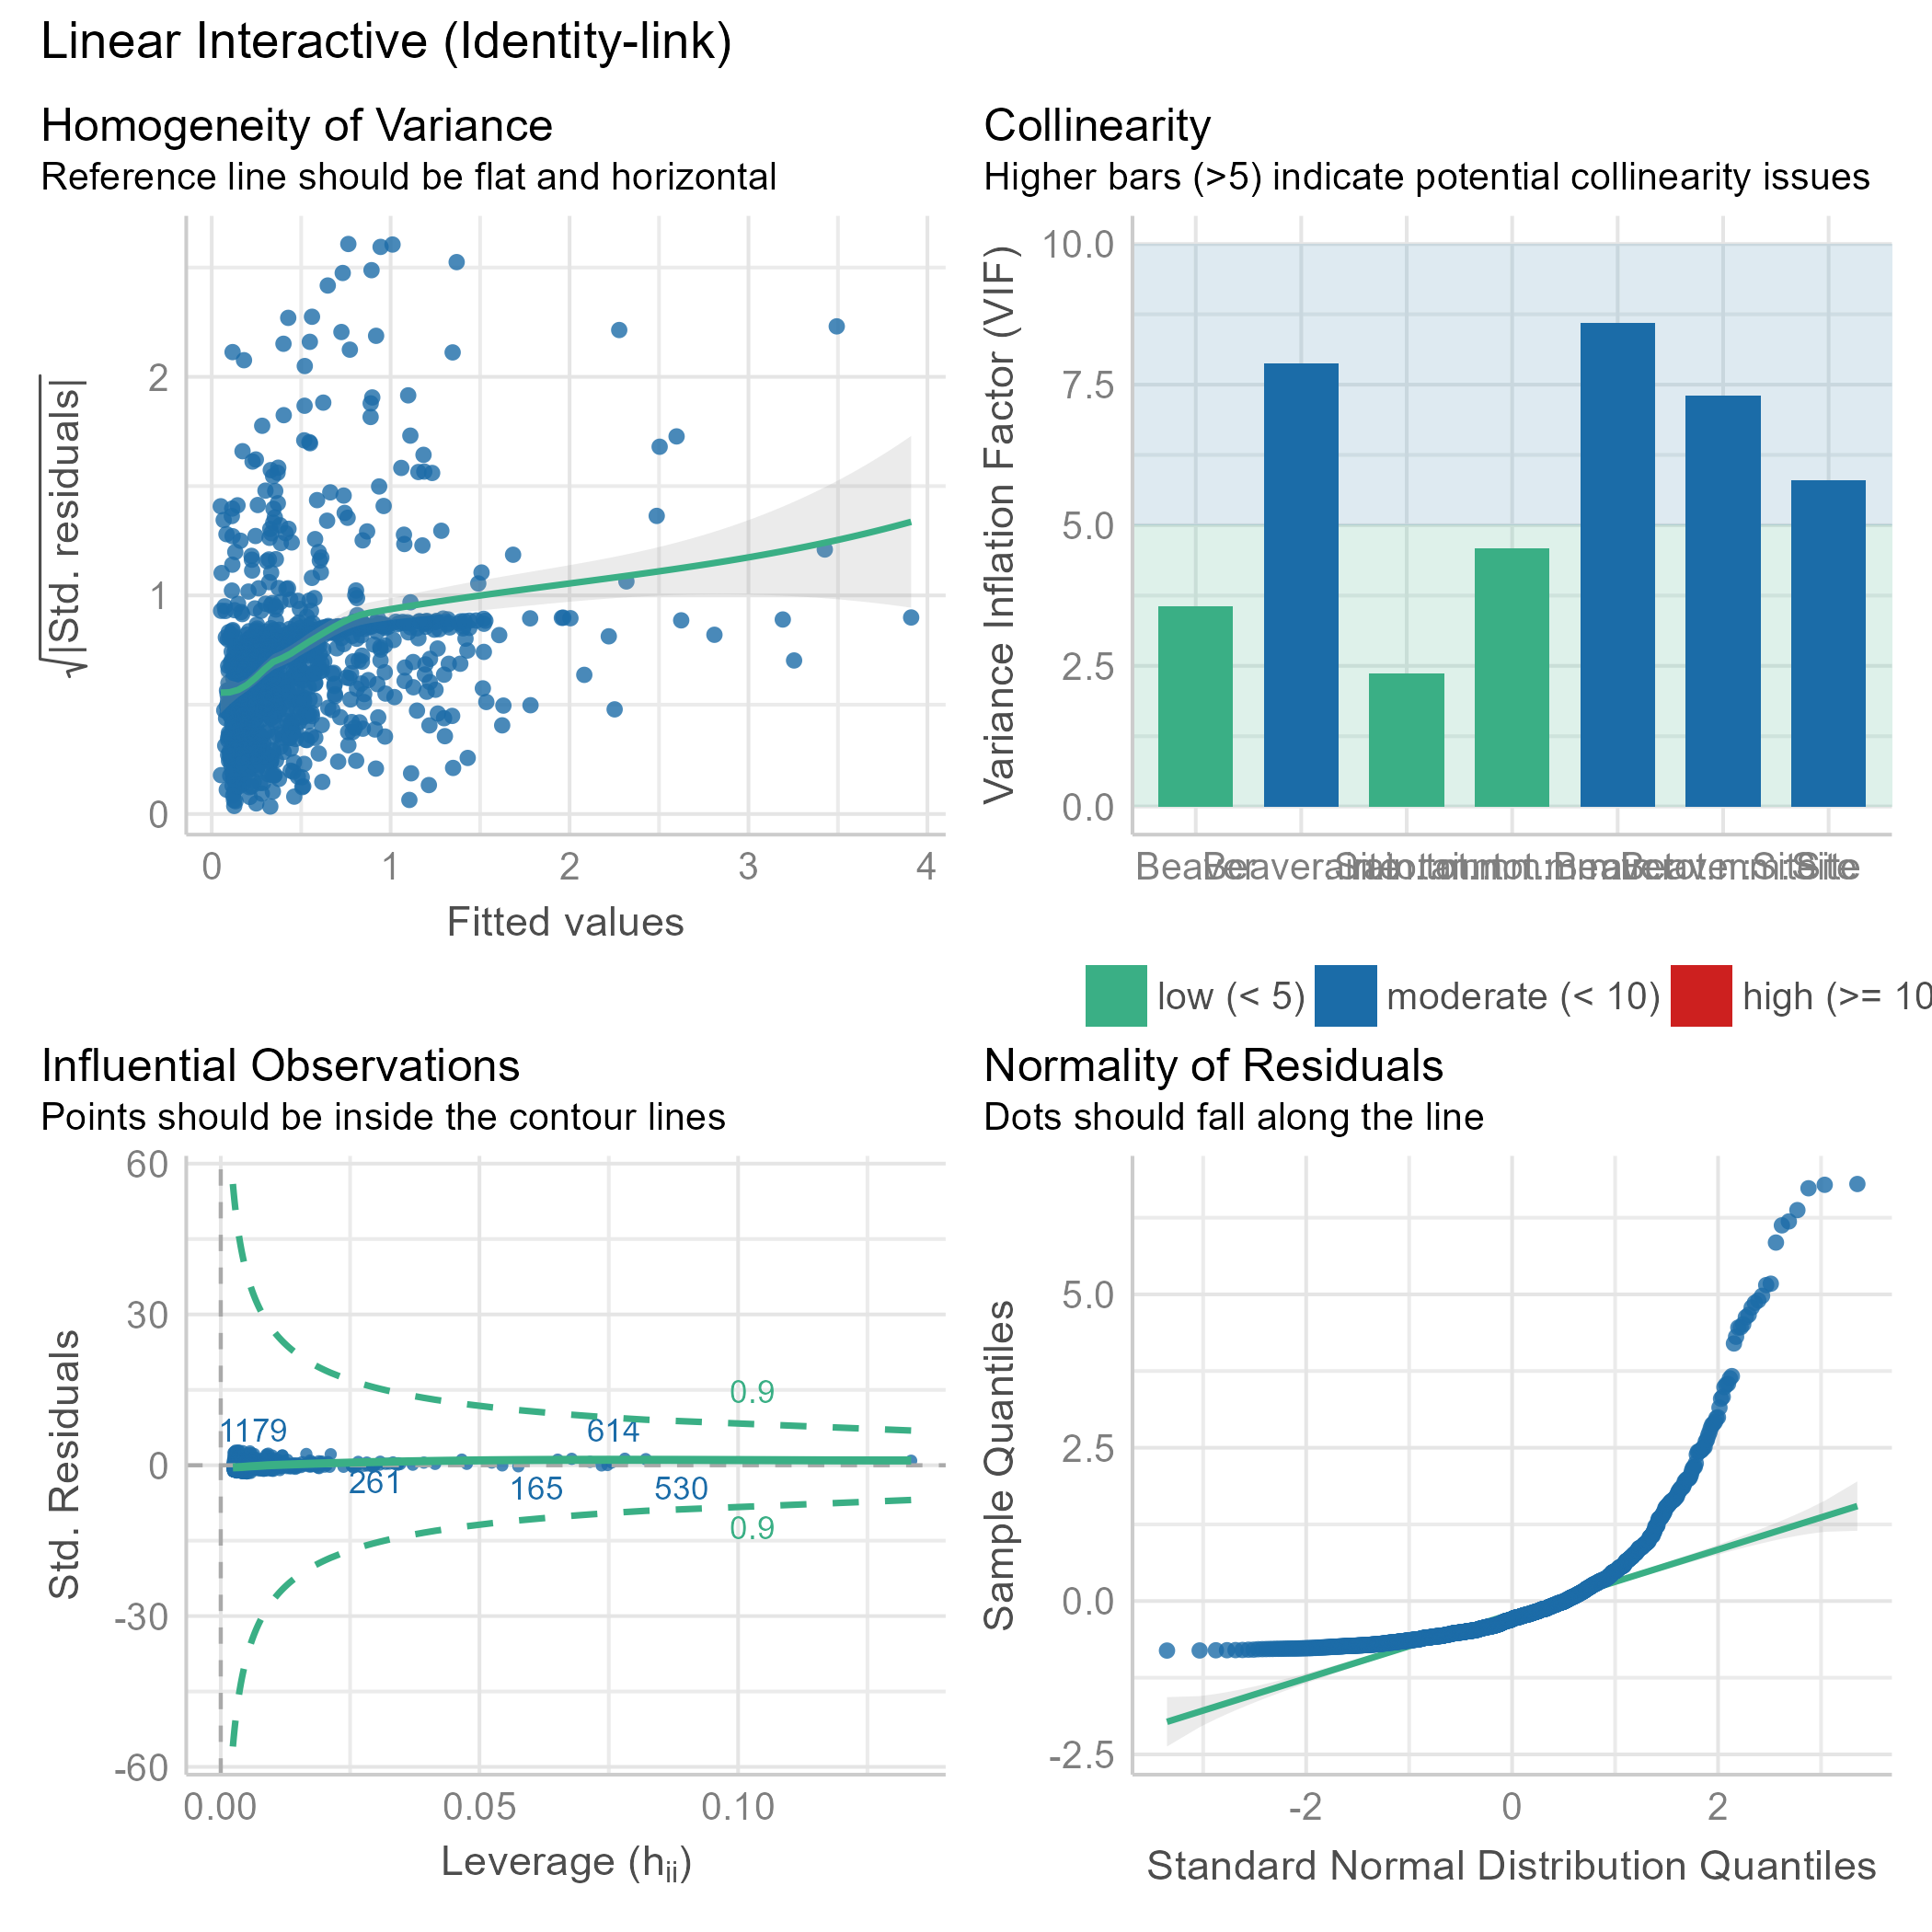 Linear Interactive (Identity-link)
Homogeneity of Variance
Reference line should be flat and horizontal
√|Std. residuals|
2
1
0
0 1 2 3 4
Fitted values
Collinearity
Higher bars (>5) indicate potential collinearity issues
Variance Inflation Factor (VIF)
10.0
7.5
5.0
2.5
0.0
Beaver
Site
low (< 5) moderate (< 10) high (>= 10
Influential Observations
Points should be inside the contour lines
Std. Residuals
60
30
0
-30
-60
0.9
1179 614
261 165 530
0.9
0.00 0.05 0.10
Leverage (hii)
Normality of Residuals
Dots should fall along the line
Sample Quantiles
5.0
2.5
0.0
-2.5
-2 0 2
Standard Normal Distribution Quantiles